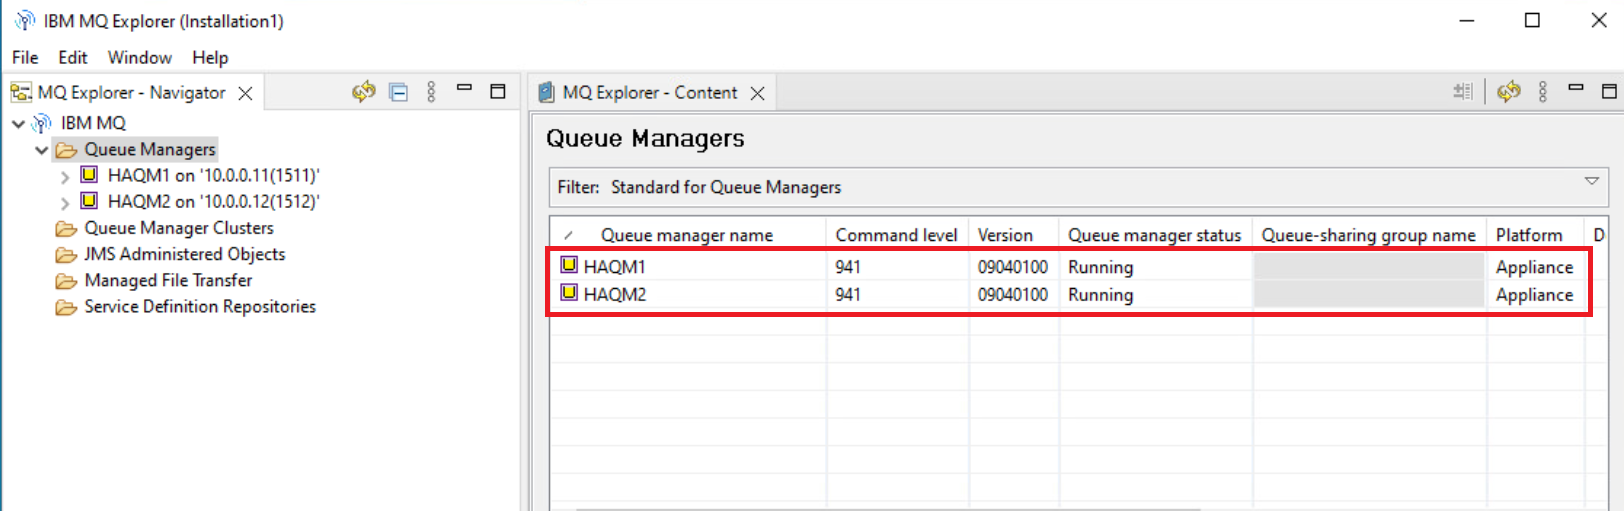 IBM MQ Explorer (Installation1)
File Edit Window Help
MQ Explorer - Navigator
IBM MQ
Queue Managers
HAQM1 on '10.0.0.11(1511)'
HAQM2 on '10.0.0.12(1512)'
Queue Manager Clusters
JMS Administered Objects
Managed File Transfer
Service Definition Repositories
MQ Explorer - Content
Queue Managers
Filter: Standard for Queue Managers
Queue manager name Command level Version Queue manager status Queue-sharing group name Platform D
HAQM1 941 09040100 Running Appliance
HAQM2 941 09040100 Running Appliance